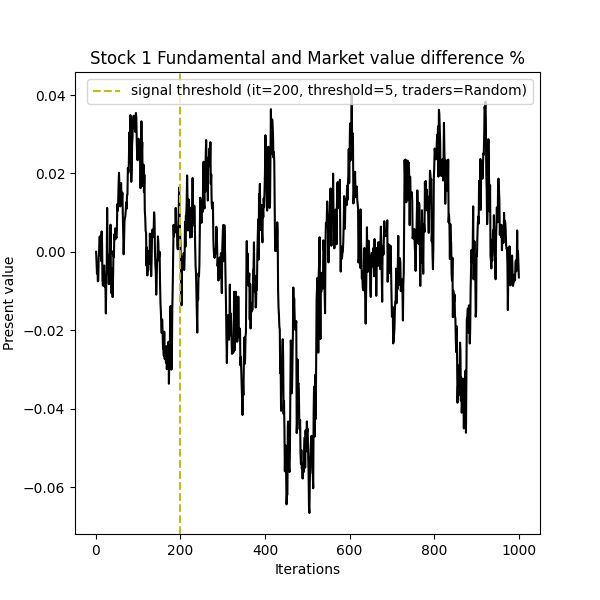 Stock 1 Fundamental and Market value difference %
signal threshold (it=200, threshold=5, traders=Random)
0.04
0.02
0.00
−0.02
−0.04
−0.06
Present value
0 200 400 600 800 1000
Iterations